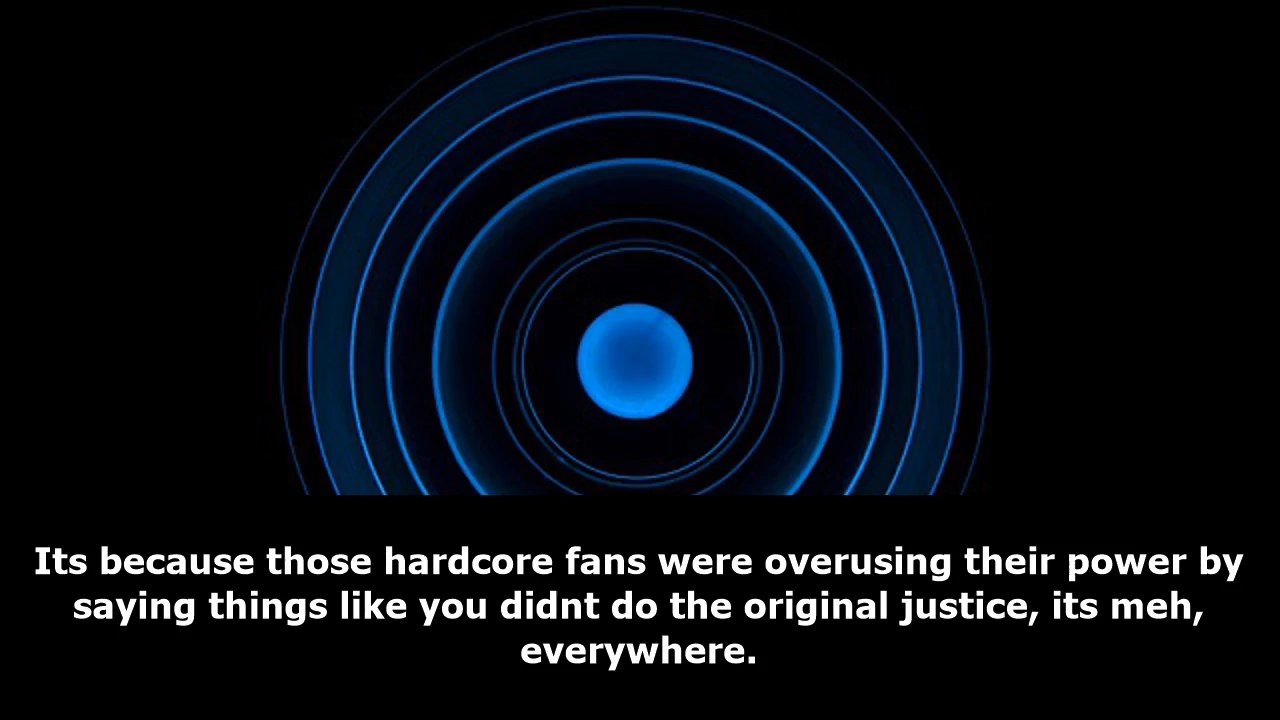 Its because those hardcore fans were overusing their power by
saying things like you didnt do the original justice, its meh,
everywhere.